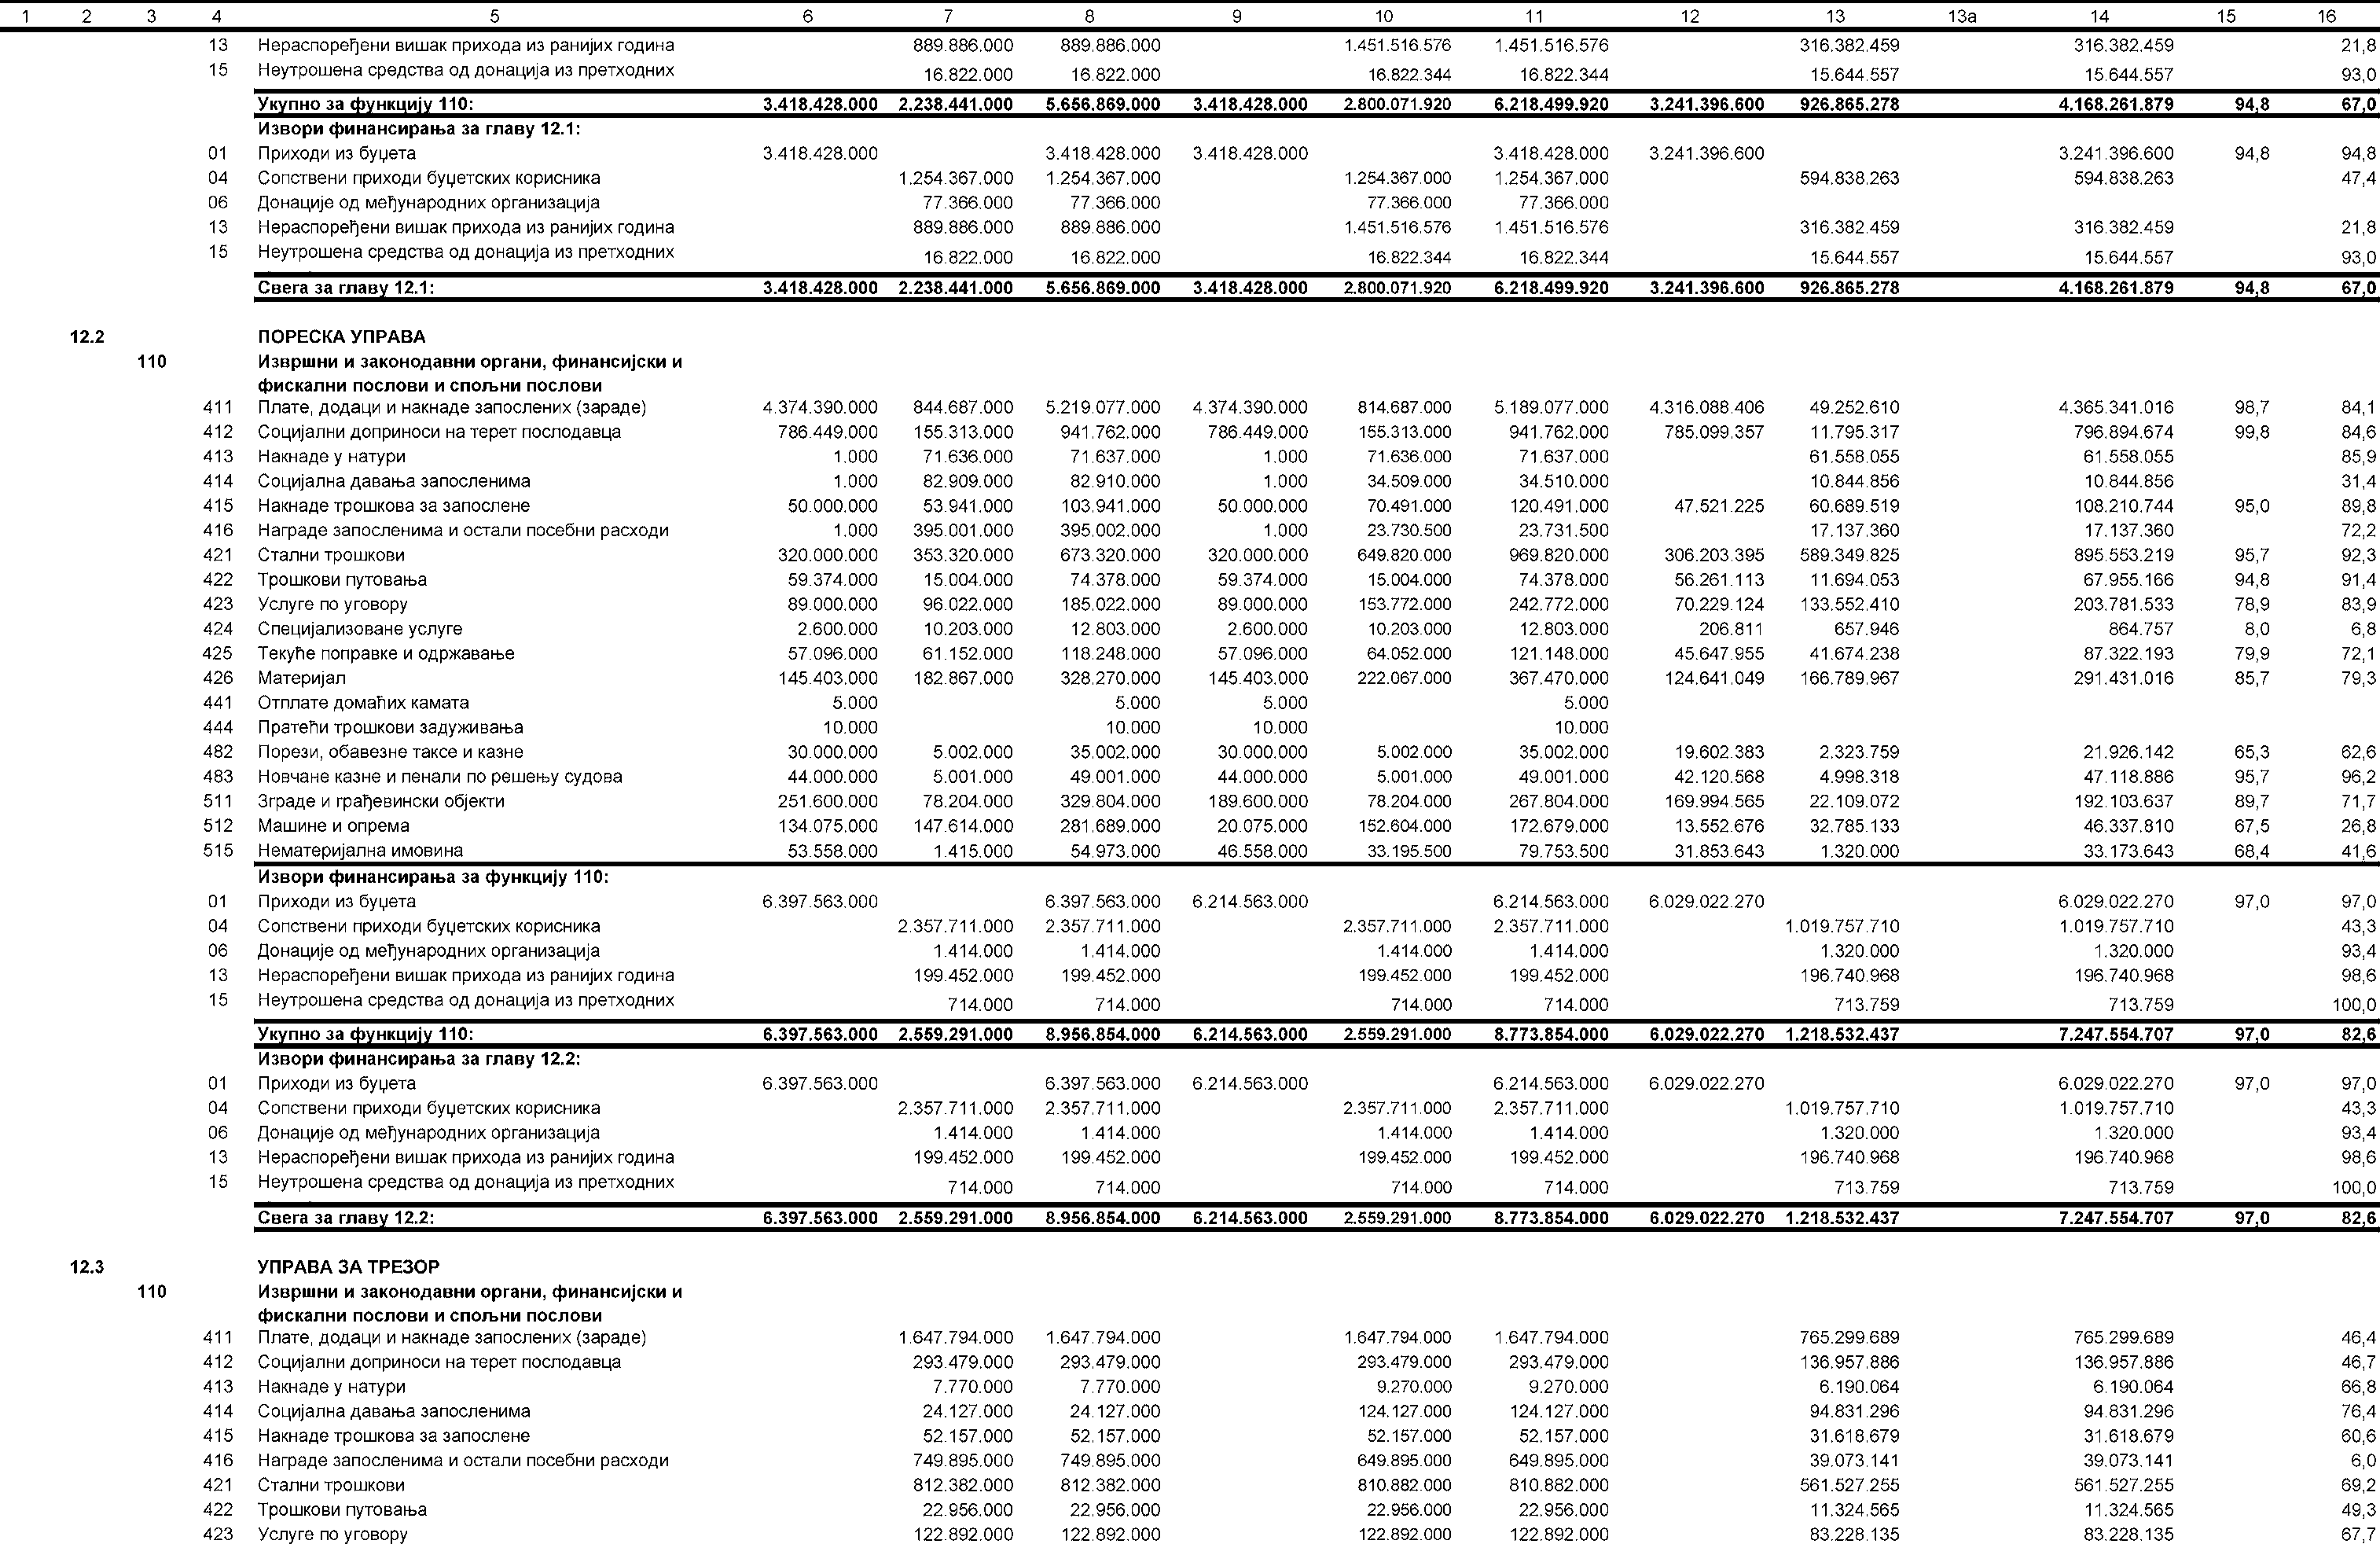 1 2 3 4 5 6 7 8 9 10 11 12 13 13a 14 15 16
13 Нераспоређени вишак прихода из ранијих година 889.886.000 889.886.000 1.451.516.576 1.451.516.576 316.382.459 316.382.459 21,8
15 Неутрошена средства од донација из претходних 16.822.000 16.822.000 16.822.344 16.822.344 15.644.557 15.644.557 93,0
Укупно за функцију 110: 3.418.428.000 2.238.441.000 5.656.869.000 3.418.428.000 2.800.071.920 6.218.499.920 3.241.396.600 926.865.278 4.168.261.879 94,8 67,0
Извори финансирања за главу 12.1:
01 Приходи из буџета 3.418.428.000 3.418.428.000 3.418.428.000 3.418.428.000 3.241.396.600 3.241.396.600 94,8 94,8
04 Сопствени приходи буџетских корисника 1.254.367.000 1.254.367.000 1.254.367.000 1.254.367.000 594.838.263 594.838.263 47,4
06 Донације од међународних организација 77.366.000 77.366.000 77.366.000 77.366.000
13 Нераспоређени вишак прихода из ранијих година 889.886.000 889.886.000 1.451.516.576 1.451.516.576 316.382.459 316.382.459 21,8
15 Неутрошена средства од донација из претходних 16.822.000 16.822.000 16.822.344 16.822.344 15.644.557 15.644.557 93,0
Свега за главу 12.1: 3.418.428.000 2.238.441.000 5.656.869.000 3.418.428.000 2.800.071.920 6.218.499.920 3.241.396.600 926.865.278 4.168.261.879 94,8 67,0
12.2 ПОРЕСКА УПРАВА
110 Извршни и законодавни органи, финансијски и
фискални послови и спољни послови
411 Плате, додаци и накнаде запослених (зараде) 4.374.390.000 844.687.000 5.219.077.000 4.374.390.000 814.687.000 5.189.077.000 4.316.088.406 49.252.610 4.365.341.016 98,7 84,1
412 Социјални доприноси на терет послодавца 786.449.000 155.313.000 941.762.000 786.449.000 155.313.000 941.762.000 785.099.357 11.795.317 796.894.674 99,8 84,6
413 Накнаде у натури 1.000 71.636.000 71.637.000 1.000 71.636.000 71.637.000 61.558.055 61.558.055 85,9
414 Социјална давања запосленима 1.000 82.909.000 82.910.000 1.000 34.509.000 34.510.000 10.844.856 10.844.856 31,4
415 Накнаде трошкова за запослене 50.000.000 53.941.000 103.941.000 50.000.000 70.491.000 120.491.000 47.521.225 60.689.519 108.210.744 95,0 89,8
416 Награде запосленима и остали посебни расходи 1.000 395.001.000 395.002.000 1.000 23.730.500 23.731.500 17.137.360 17.137.360 72,2
421 Стални трошкови 320.000.000 353.320.000 673.320.000 320.000.000 649.820.000 969.820.000 306.203.395 589.349.825 895.553.219 95,7 92,3
422 Трошкови путовања 59.374.000 15.004.000 74.378.000 59.374.000 15.004.000 74.378.000 56.261.113 11.694.053 67.955.166 94,8 91,4
423 Услуге по уговору 89.000.000 96.022.000 185.022.000 89.000.000 153.772.000 242.772.000 70.229.124 133.552.410 203.781.533 78,9 83,9
424 Специјализоване услуге 2.600.000 10.203.000 12.803.000 2.600.000 10.203.000 12.803.000 206.811 657.946 864.757 8,0 6,8
425 Текуће поправке и одржавање 57.096.000 61.152.000 118.248.000 57.096.000 64.052.000 121.148.000 45.647.955 41.674.238 87.322.193 79,9 72,1
426 Материјал 145.403.000 182.867.000 328.270.000 145.403.000 222.067.000 367.470.000 124.641.049 166.789.967 291.431.016 85,7 79,3
441 Отплате домаћих камата 5.000 5.000 5.000 5.000
444 Пратећи трошкови задуживања 10.000 10.000 10.000 10.000
482 Порези, обавезне таксе и казне 30.000.000 5.002.000 35.002.000 30.000.000 5.002.000 35.002.000 19.602.383 2.323.759 21.926.142 65,3 62,6
483 Новчане казне и пенали по решењу судова 44.000.000 5.001.000 49.001.000 44.000.000 5.001.000 49.001.000 42.120.568 4.998.318 47.118.886 95,7 96,2
511 Зграде и грађевински објекти 251.600.000 78.204.000 329.804.000 189.600.000 78.204.000 267.804.000 169.994.565 22.109.072 192.103.637 89,7 71,7
512 Машине и опрема 134.075.000 147.614.000 281.689.000 20.075.000 152.604.000 172.679.000 13.552.676 32.785.133 46.337.810 67,5 26,8
515 Нематеријална имовина 53.558.000 1.415.000 54.973.000 46.558.000 33.195.500 79.753.500 31.853.643 1.320.000 33.173.643 68,4 41,6
Извори финансирања за функцију 110:
01 Приходи из буџета 6.397.563.000 6.397.563.000 6.214.563.000 6.214.563.000 6.029.022.270 6.029.022.270 97,0 97,0
04 Сопствени приходи буџетских корисника 2.357.711.000 2.357.711.000 2.357.711.000 2.357.711.000 1.019.757.710 1.019.757.710 43,3
06 Донације од међународних организација 1.414.000 1.414.000 1.414.000 1.414.000 1.320.000 1.320.000 93,4
13 Нераспоређени вишак прихода из ранијих година 199.452.000 199.452.000 199.452.000 199.452.000 196.740.968 196.740.968 98,6
15 Неутрошена средства од донација из претходних 714.000 714.000 714.000 714.000 713.759 713.759 100,0
Укупно за функцију 110: 6.397.563.000 2.559.291.000 8.956.854.000 6.214.563.000 2.559.291.000 8.773.854.000 6.029.022.270 1.218.532.437 7.247.554.707 97,0 82,6
Извори финансирања за главу 12.2:
01 Приходи из буџета 6.397.563.000 6.397.563.000 6.214.563.000 6.214.563.000 6.029.022.270 6.029.022.270 97,0 97,0
04 Сопствени приходи буџетских корисника 2.357.711.000 2.357.711.000 2.357.711.000 2.357.711.000 1.019.757.710 1.019.757.710 43,3
06 Донације од међународних организација 1.414.000 1.414.000 1.414.000 1.414.000 1.320.000 1.320.000 93,4
13 Нераспоређени вишак прихода из ранијих година 199.452.000 199.452.000 199.452.000 199.452.000 196.740.968 196.740.968 98,6
15 Неутрошена средства од донација из претходних 714.000 714.000 714.000 714.000 713.759 713.759 100,0
Свега за главу 12.2: 6.397.563.000 2.559.291.000 8.956.854.000 6.214.563.000 2.559.291.000 8.773.854.000 6.029.022.270 1.218.532.437 7.247.554.707 97,0 82,6
12.3 УПРАВА ЗА ТРЕЗОР
110 Извршни и законодавни органи, финансијски и
фискални послови и спољни послови
411 Плате, додаци и накнаде запослених (зараде) 1.647.794.000 1.647.794.000 1.647.794.000 1.647.794.000 765.299.689 765.299.689 46,4
412 Социјални доприноси на терет послодавца 293.479.000 293.479.000 293.479.000 293.479.000 136.957.886 136.957.886 46,7
413 Накнаде у натури 7.770.000 7.770.000 9.270.000 9.270.000 6.190.064 6.190.064 66,8
414 Социјална давања запосленима 24.127.000 24.127.000 124.127.000 124.127.000 94.831.296 94.831.296 76,4
415 Накнаде трошкова за запослене 52.157.000 52.157.000 52.157.000 52.157.000 31.618.679 31.618.679 60,6
416 Награде запосленима и остали посебни расходи 749.895.000 749.895.000 649.895.000 649.895.000 39.073.141 39.073.141 6,0
421 Стални трошкови 812.382.000 812.382.000 810.882.000 810.882.000 561.527.255 561.527.255 69,2
422 Трошкови путовања 22.956.000 22.956.000 22.956.000 22.956.000 11.324.565 11.324.565 49,3
423 Услуге по уговору 122.892.000 122.892.000 122.892.000 122.892.000 83.228.135 83.228.135 67,7